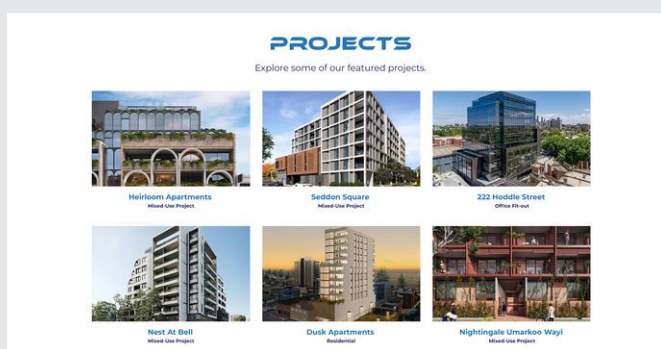 PROJECTS
Explore some of our featured projects.
Heirloom Apartments
Mixed-Use Project
Seddon Square
Mixed-Use Project
222 Hoddle Street
Office Fit-out
Nest At Bell
Mixed-Use Project
Dusk Apartments
Residential
Nightingale Umarkoo Wayi
Mixed Use Project